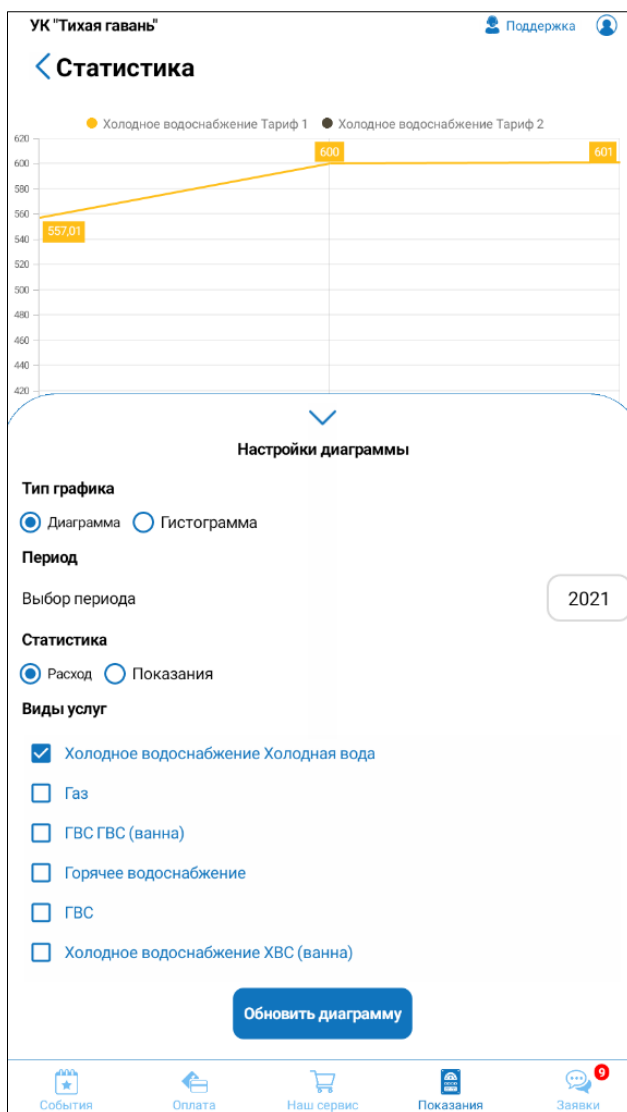 УК "Тихая гавань"
Поддержка
Статистика
Холодное водоснабжение Тариф 1 Холодное водоснабжение Тариф 2
620
600
600
601
580
560
557,01
540
520
500
480
460
440
420
Настройки диаграммы
Тип графика
Диаграмма Гистограмма
Период
Выбор периода 2021
Статистика
Расход Показания
Виды услуг
Холодное водоснабжение Холодная вода
Газ
ГВС ГВС (ванна)
Горячее водоснабжение
ГВС
Холодное водоснабжение ХВС (ванна)
Обновить диаграмму
9
События Оплата Наш сервис Показания Заявки